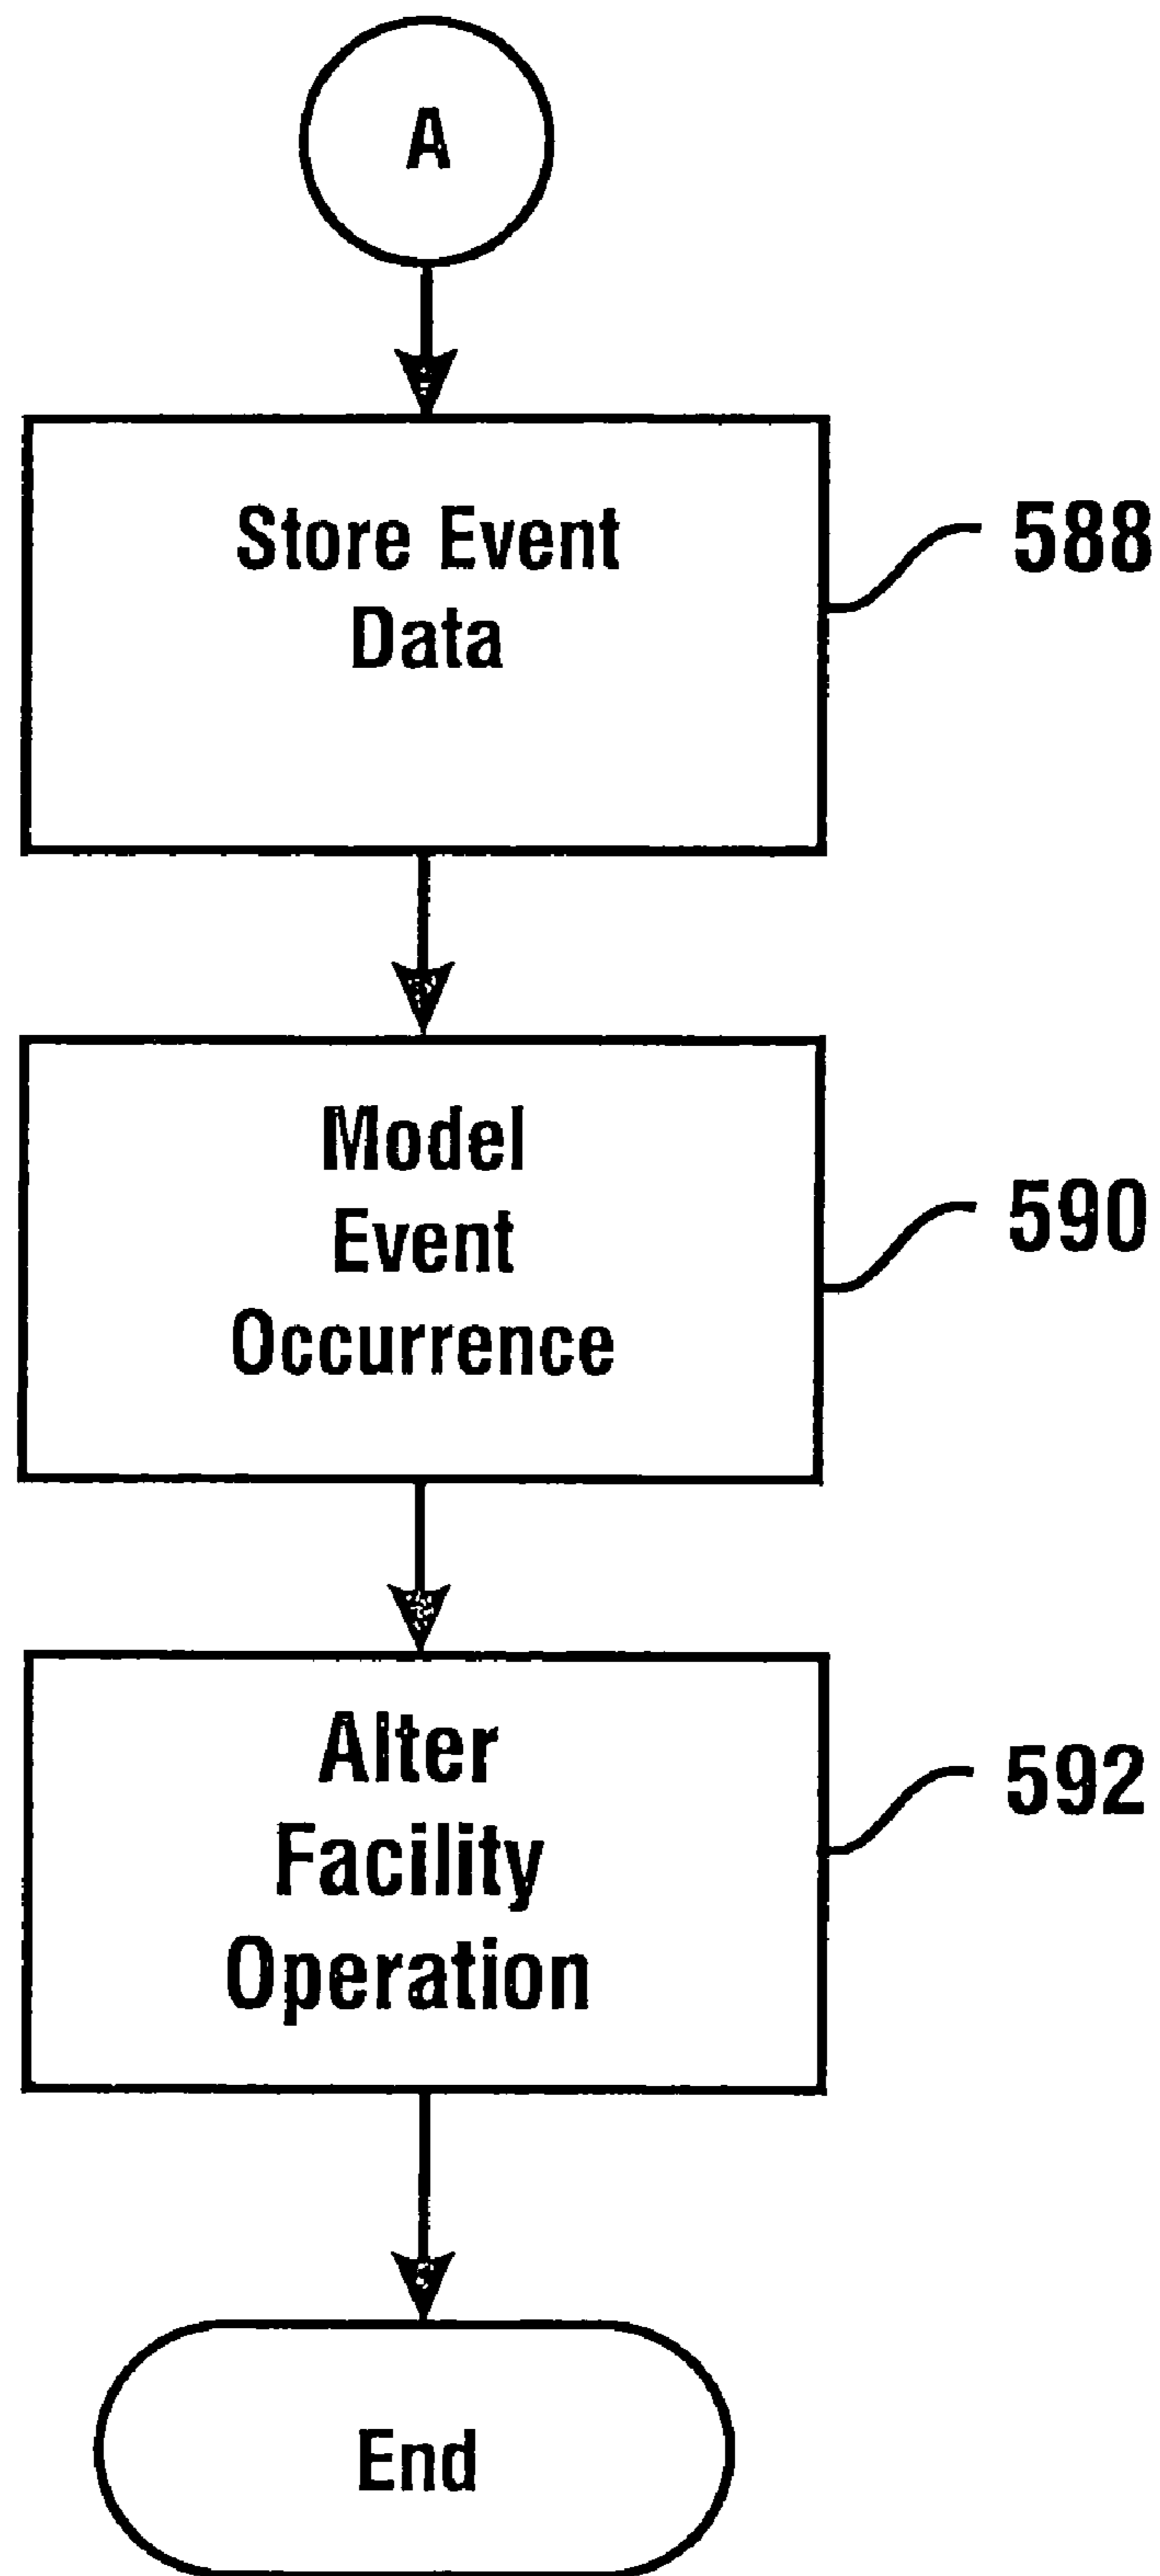 A
Store Event
Data
588
Model
Event
Occurrence
590
Alter
Facility
Operation
592
End